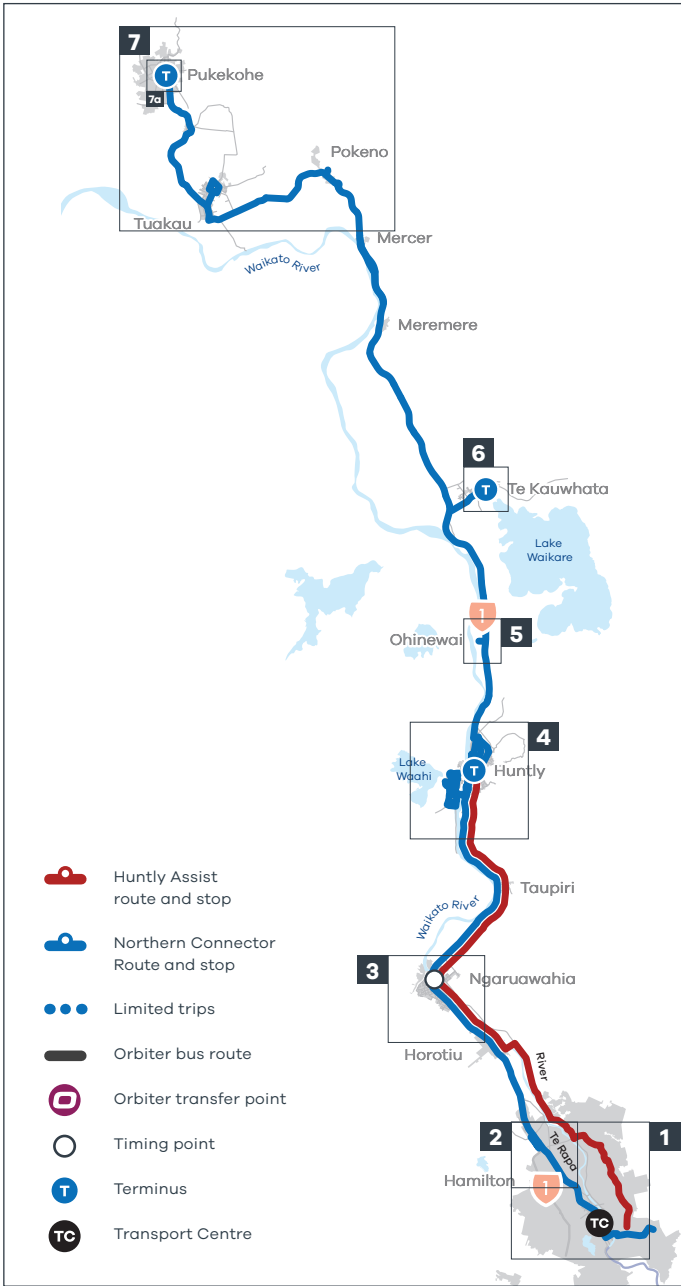 7
T
Pukekohe
7a
Pokeno
Tuakau
Mercer
Waikato River
Meremere
6
T
Te Kauwhata
Lake
Waikare
1
5
Ohinewai
4
Lake
Waahi
T
Huntly
Taupiri
Waikato River
3
Ngaruawahia
Horotiu
River
2
1
Te Rapa
Hamilton
1
TC
Huntly Assist
route and stop
Northern Connector
Route and stop
Limited trips
Orbiter bus route
Orbiter transfer point
Timing point
T
Terminus
TC
Transport Centre